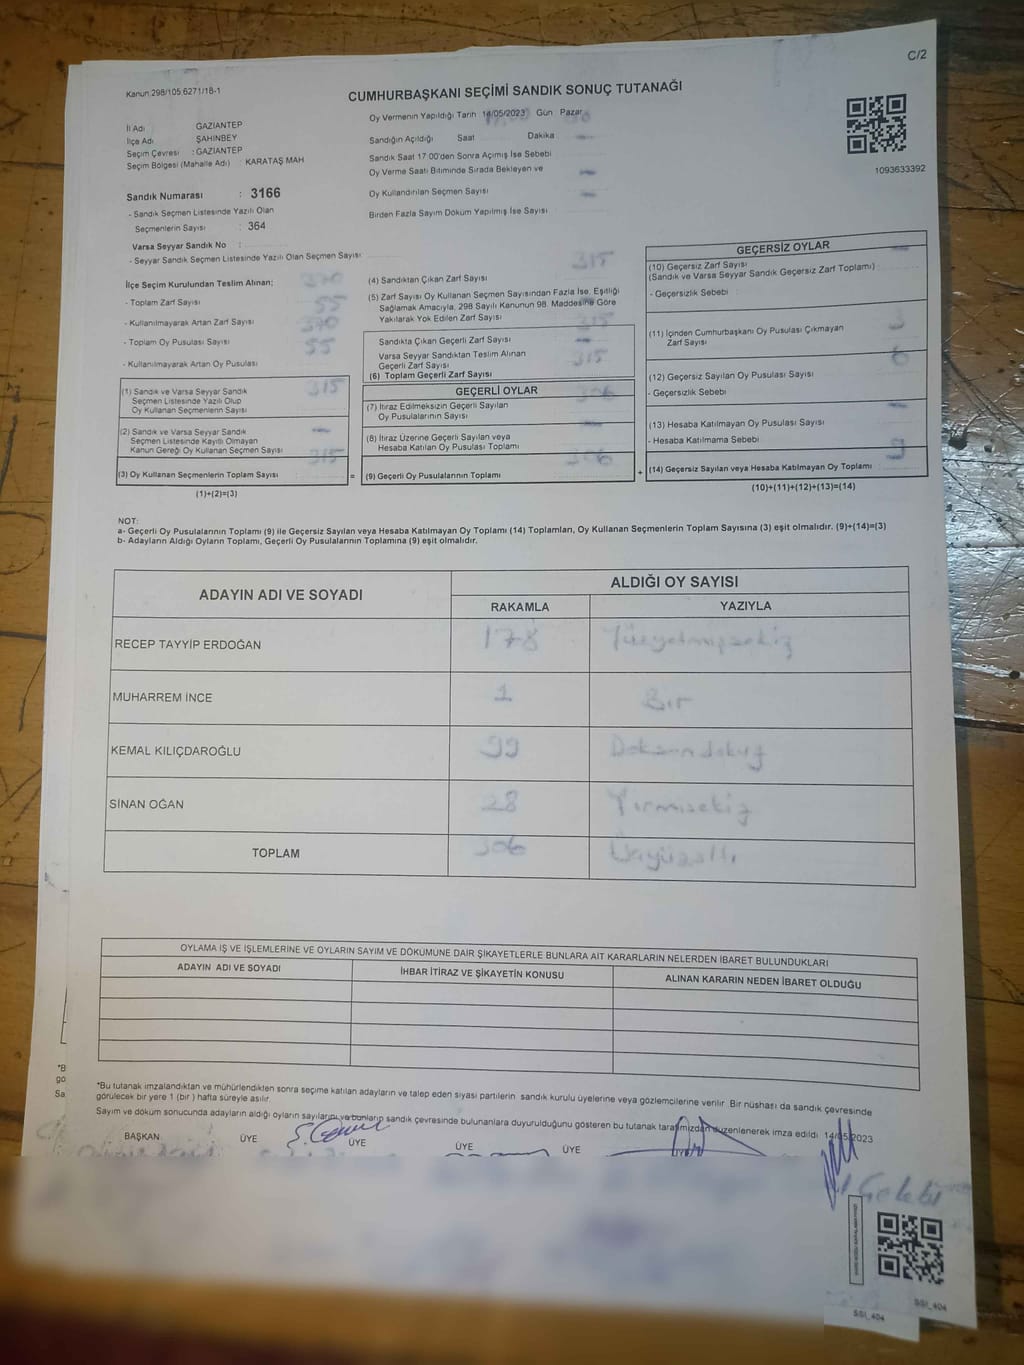 C/2
Kanun 298/105 6271/18-1
CUMHURBAŞKANI SEÇİMİ SANDIK SONUÇ TUTANAĞI
1093633392
İl Adı GAZİANTEP
İlçe Adı ŞAHİNBEY
Seçim Çevresi : GAZİANTEP
Seçim Bölgesi (Mahalle Adı) : KARATAŞ MAH
Sandık Numarası : 3166
- Sandık Seçmen Listesinde Yazılı Olan
Seçmenlerin Sayısı : 364
Varsa Seyyar Sandık No :
- Seyyar Sandık Seçmen Listesinde Yazılı Olan Seçmen Sayısı
Oy Vermenin Yapıldığı Tarih 14/05/2023 Gün Pazar
Sandığın Açıldığı Saat Dakika
Sandık Saat 17 00'den Sonra Açılmış İse Sebebi
Oy Verme Saati Bitiminde Sırada Bekleyen ve
Oy Kullandırılan Seçmen Sayısı
Birden Fazla Sayım Döküm Yapılmış İse Sayısı
İlçe Seçim Kurulundan Teslim Alınan; 370
- Toplam Zarf Sayısı 55
- Kullanılmayarak Artan Zarf Sayısı 370
- Toplam Oy Pusulası Sayısı 55
- Kullanılmayarak Artan Oy Pusulası
(1) Sandık ve Varsa Seyyar Sandık 315
Seçmen Listesinde Yazılı Olup
Oy Kullanan Seçmenlerin Sayısı
(2) Sandık ve Varsa Seyyar Sandık —
Seçmen Listesinde Kayıtlı Olmayan
Kanun Gereği Oy Kullanan Seçmen Sayısı 315
(3) Oy Kullanan Seçmenlerin Toplam Sayısı =
(1)+(2)=(3)
315
(4) Sandıktan Çıkan Zarf Sayısı
(5) Zarf Sayısı Oy Kullanan Seçmen Sayısından Fazla İse, Eşitliği
Sağlamak Amacıyla, 298 Sayılı Kanunun 98. Maddesine Göre
Yakılarak Yok Edilen Zarf Sayısı 315
Sandıkta Çıkan Geçerli Zarf Sayısı —
Varsa Seyyar Sandıktan Teslim Alınan 315
Geçerli Zarf Sayısı
(6) Toplam Geçerli Zarf Sayısı
GEÇERLİ OYLAR
306
(7) İtiraz Edilmeksizin Geçerli Sayılan
Oy Pusulalarının Sayısı —
(8) İtiraz Üzerine Geçerli Sayılan veya
Hesaba Katılan Oy Pusulası Toplamı 306
(9) Geçerli Oy Pusulalarının Toplamı +
GEÇERSİZ OYLAR —
(10) Geçersiz Zarf Sayısı
(Sandık ve Varsa Seyyar Sandık Geçersiz Zarf Toplamı)
- Geçersizlik Sebebi :
3
(11) İçinden Cumhurbaşkanı Oy Pusulası Çıkmayan
Zarf Sayısı
6
(12) Geçersiz Sayılan Oy Pusulası Sayısı
- Geçersizlik Sebebi
—
(13) Hesaba Katılmayan Oy Pusulası Sayısı
- Hesaba Katılmama Sebebi 9
(14) Geçersiz Sayılan veya Hesaba Katılmayan Oy Toplamı
(10)+(11)+(12)+(13)=(14)
NOT:
a- Geçerli Oy Pusulalarının Toplamı (9) ile Geçersiz Sayılan veya Hesaba Katılmayan Oy Toplamı (14) Toplamları, Oy Kullanan Seçmenlerin Toplam Sayısına (3) eşit olmalıdır. (9)+(14)=(3)
b- Adayların Aldığı Oyların Toplamı, Geçerli Oy Pusulalarının Toplamına (9) eşit olmalıdır.
ADAYIN ADI VE SOYADI ALDIĞI OY SAYISI
RAKAMLA YAZIYLA
RECEP TAYYİP ERDOĞAN 178 Yüzyetmişsekiz
MUHARREM İNCE 1 Bir
KEMAL KILIÇDAROĞLU 99 Doksandokuz
SİNAN OĞAN 28 Yirmisekiz
TOPLAM 306 Üçyüzaltı
OYLAMA İŞ VE İŞLEMLERİNE VE OYLARIN SAYIM VE DÖKÜMÜNE DAİR ŞİKAYETLERLE BUNLARA AİT KARARLARIN NELERDEN İBARET BULUNDUKLARI
ADAYIN ADI VE SOYADI İHBAR İTİRAZ VE ŞİKAYETİN KONUSU ALINAN KARARIN NEDEN İBARET OLDUĞU
*Bu tutanak imzalandıktan ve mühürlendikten sonra seçime katılan adayların ve talep eden siyasi partilerin sandık kurulu üyelerine veya gözlemcilerine verilir Bir nüshası da sandık çevresinde
görülecek bir yere 1 (bir ) hafta süreyle asılır.
Sayım ve döküm sonucunda adayların aldığı oyların sayılarını ve bunların sandık çevresinde bulunanlara duyurulduğunu gösteren bu tutanak tarafımızdan düzenlenerek imza edildi 14/05/2023
BAŞKAN ÜYE ÜYE ÜYE ÜYE
SSI_404
SSI_404